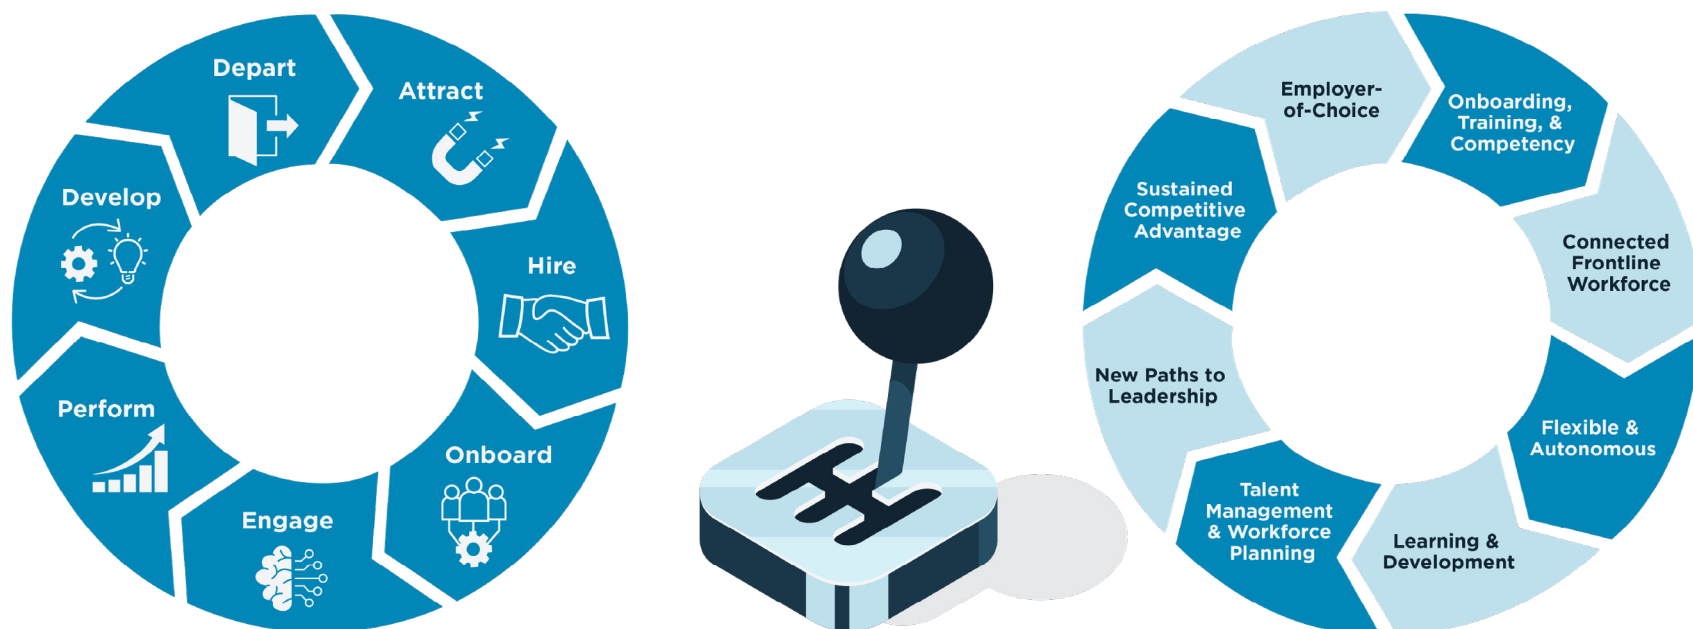 Depart
Attract
Hire
Onboard
Engage
Perform
Develop
Employer-
of-Choice
Onboarding,
Training, &
Competency
Connected
Frontline
Workforce
Flexible &
Autonomous
Learning &
Development
Talent
Management
& Workforce
Planning
New Paths to
Leadership
Sustained
Competitive
Advantage